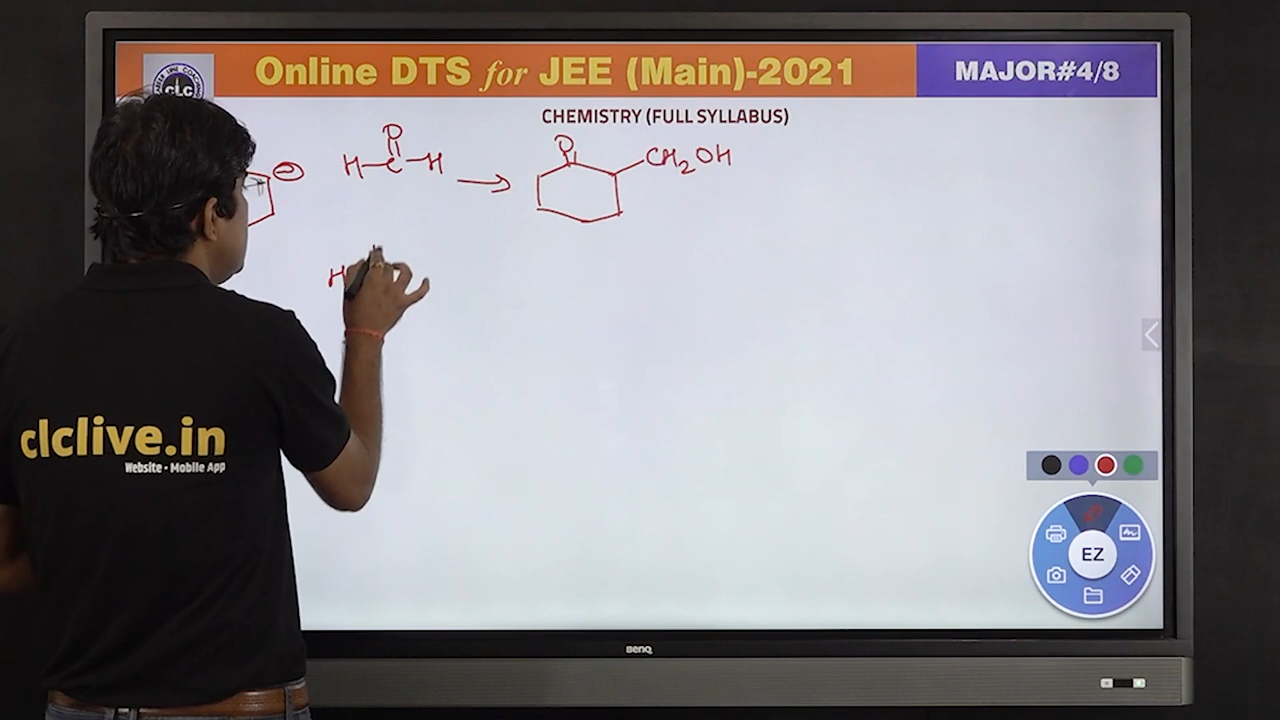 Online DTS for JEE (Main)-2021 MAJOR#4/8
CLC
CHEMISTRY (FULL SYLLABUS)
O O
H-C-H → CH2OH
⊖
H
clclive.in
Website • Mobile App
EZ
BenQ